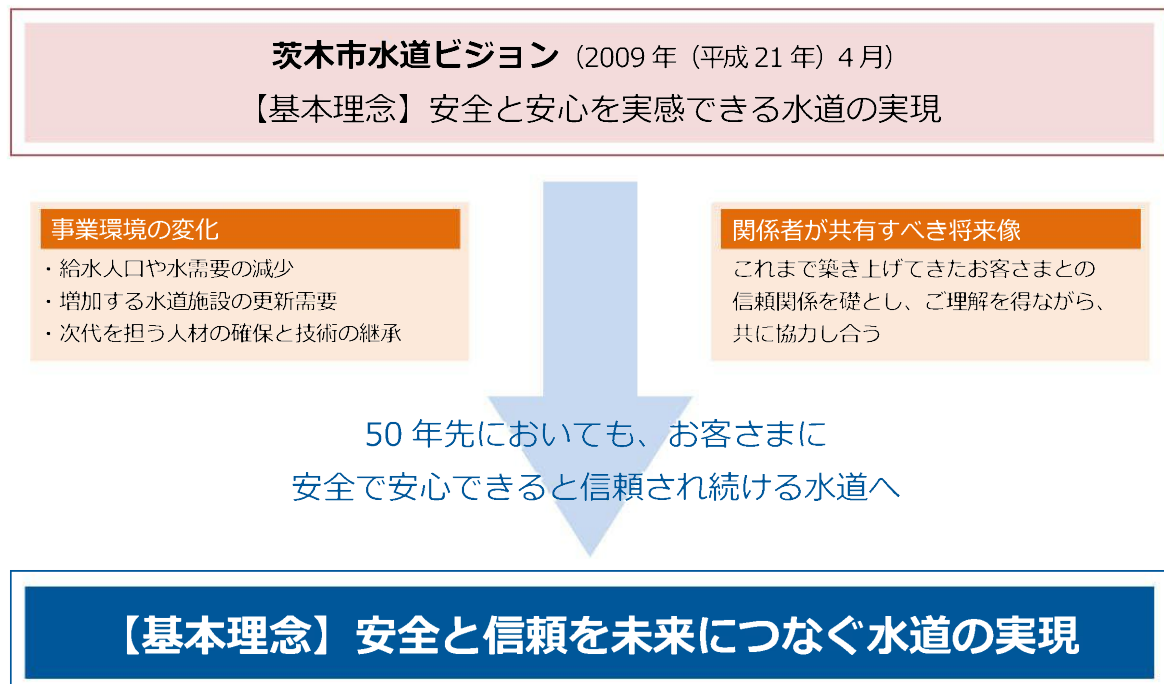 茨木市水道ビジョン（2009 年（平成 21 年）4 月）
【基本理念】安全と安心を実感できる水道の実現
事業環境の変化
・給水人口や水需要の減少
・増加する水道施設の更新需要
・次代を担う人材の確保と技術の継承
関係者が共有すべき将来像
これまで築き上げてきたお客さまとの
信頼関係を礎とし、ご理解を得ながら、
共に協力し合う
50 年先においても、お客さまに
安全で安心できると信頼され続ける水道へ
【基本理念】安全と信頼を未来につなぐ水道の実現